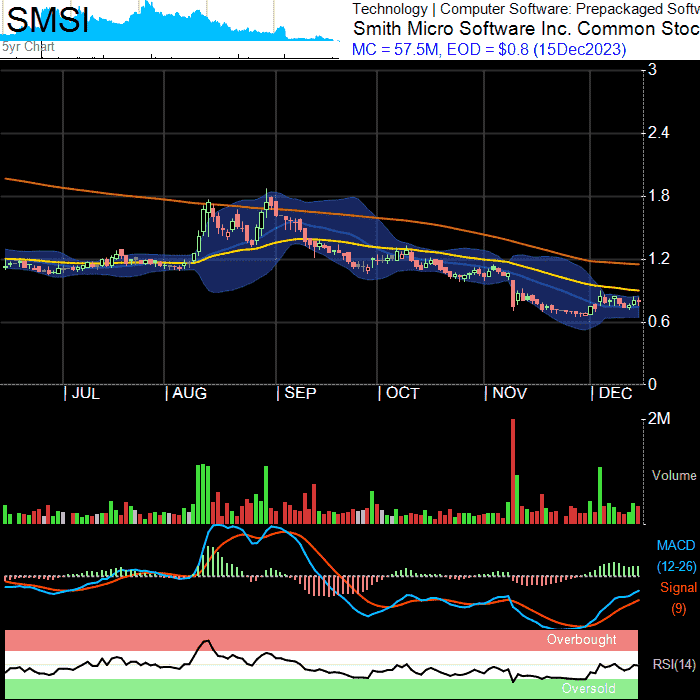 SMSI
5yr Chart
Technology | Computer Software: Prepackaged Softw
Smith Micro Software Inc. Common Stoc
MC = 57.5M, EOD = $0.8 (15Dec2023)
3
2.4
1.8
1.2
0.6
0
| JUL | AUG | SEP | OCT | NOV | DEC
2M
Volume
MACD
(12-26)
Signal
(9)
Overbought
RSI(14)
Oversold